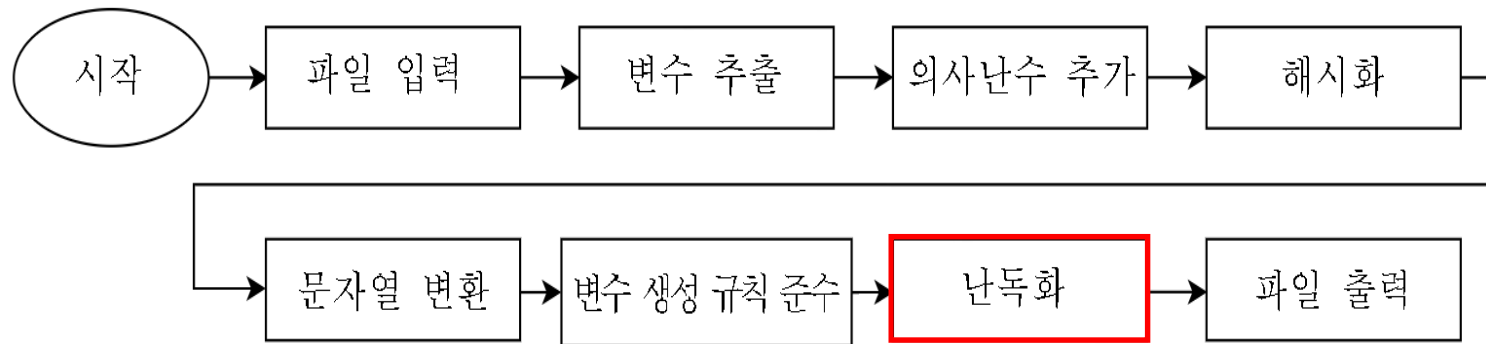 시작
파일 입력
변수 추출
의사난수 추가
해시화
문자열 변환
변수 생성 규칙 준수
난독화
파일 출력